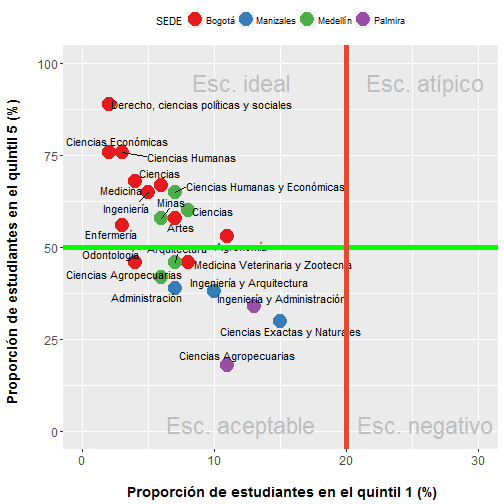 SEDE Bogotá Manizales Medellín Palmira
Proporción de estudiantes en el quintil 5 (%)
100
75
50
25
0
Esc. ideal
Esc. atípico
Derecho, ciencias políticas y sociales
Ciencias Económicas
Ciencias Humanas
Ciencias
Medicina
Ciencias Humanas y Económicas
Ingeniería
Minas
Ciencias
Artes
Enfermería
Agronomía
Arquitectura
Odontología
Medicina Veterinaria y Zootecnia
Ciencias Agropecuarias
Ingeniería y Arquitectura
Administración
Ingeniería y Administración
Ciencias Exactas y Naturales
Ciencias Agropecuarias
Esc. aceptable
Esc. negativo
0
10
20
30
Proporción de estudiantes en el quintil 1 (%)